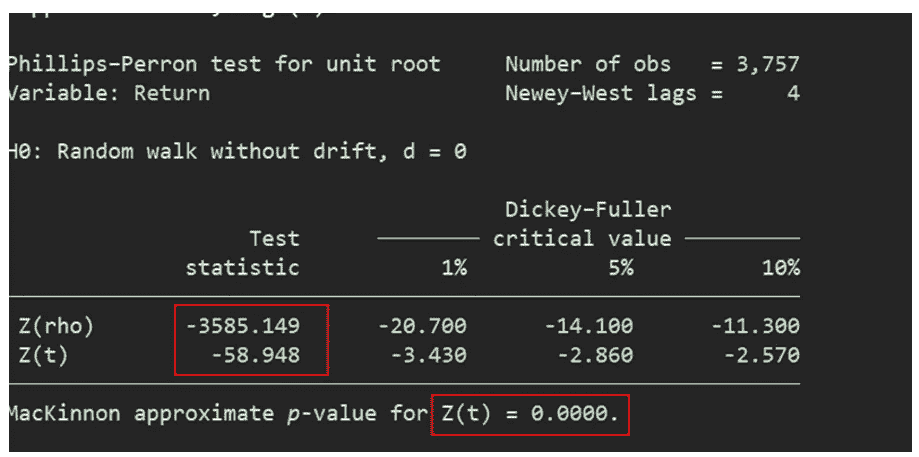 Phillips–Perron test for unit root Number of obs = 3,757
Variable: Return Newey–West lags = 4
H0: Random walk without drift, d = 0
Dickey–Fuller
Test critical value
statistic 1% 5% 10%
Z(rho) -3585.149 -20.700 -14.100 -11.300
Z(t) -58.948 -3.430 -2.860 -2.570
MacKinnon approximate p-value for Z(t) = 0.0000.